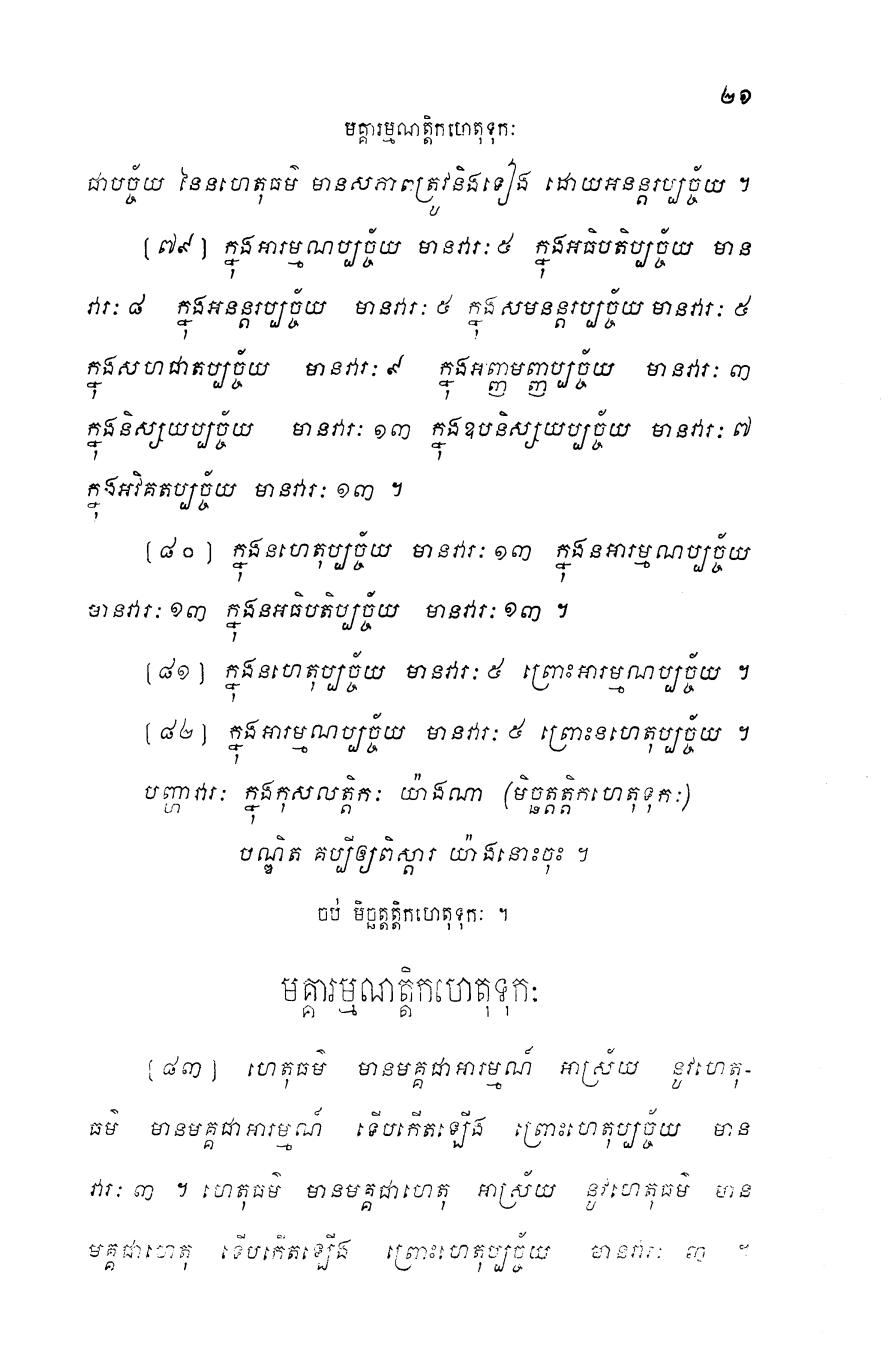 ២១
មគ្គារម្មណត្តិកហេតុទុកៈ
ជាបច្ច័យ នៃនហេតុធម៌ មានសភាពត្រូវនិងទៀង ដោយអនន្តរប្បច្ច័យ ។
[៧៩] ក្នុងអារម្មណប្បច្ច័យ មានវារៈ ៥ ក្នុងអធិបតិប្បច្ច័យ មាន
វារៈ ៨ ក្នុងអនន្តរប្បច្ច័យ មានវារៈ ៥ ក្នុងសមនន្តរប្បច្ច័យ មានវារៈ ៥
ក្នុងសហជាតប្បច្ច័យ មានវារៈ ៩ ក្នុងអញ្ញមញ្ញប្បច្ច័យ មានវារៈ ៣
ក្នុងនិស្សយប្បច្ច័យ មានវារៈ ១៣ ក្នុងឧបនិស្សយប្បច្ច័យ មានវារៈ ៧
ក្នុងអវិគតប្បច្ច័យ មានវារៈ ១៣ ។
[៨០] ក្នុងនហេតុប្បច្ច័យ មានវារៈ ១៣ ក្នុងនអារម្មណប្បច្ច័យ
មានវារៈ ១៣ ក្នុងនអធិបតិប្បច្ច័យ មានវារៈ ១៣ ។
[៨១] ក្នុងនហេតុប្បច្ច័យ មានវារៈ ៥ ព្រោះអារម្មណប្បច្ច័យ ។
[៨២] ក្នុងអារម្មណប្បច្ច័យ មានវារៈ ៥ ព្រោះនហេតុប្បច្ច័យ ។
បញ្ហាវារៈ ក្នុងកុសលត្តិកៈ យ៉ាងណា (មិច្ឆត្តត្តិកហេតុទុកៈ)
បណ្ឌិត គប្បីឲ្យពិស្តារ យ៉ាងនោះចុះ ។
ចប់ មិច្ឆត្តត្តិកហេតុទុកៈ ។
មគ្គារម្មណត្តិកហេតុទុកៈ
[៨៣] ហេតុធម៌ មានមគ្គជាអារម្មណ៍ អាស្រ័យ នូវហេតុ-
ធម៌ មានមគ្គជាអារម្មណ៍ ទើបកើតឡើង ព្រោះហេតុប្បច្ច័យ មាន
វារៈ ៣ ។ ហេតុធម៌ មានមគ្គជាហេតុ អាស្រ័យ នូវហេតុធម៌ មាន
មគ្គជាហេតុ ទើបកើតឡើង ព្រោះហេតុប្បច្ច័យ មានវារៈ ៣ ។